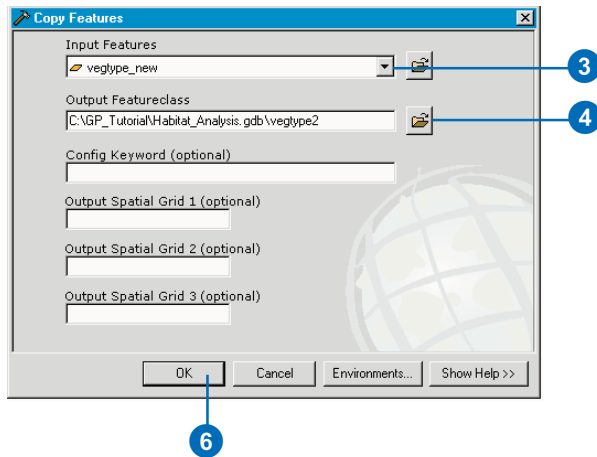 Copy Features
Input Features
vegtype_new
3
Output Featureclass
C:\GP_Tutorial\Habitat_Analysis.gdb\vegtype2
4
Config Keyword (optional)
Output Spatial Grid 1 (optional)
Output Spatial Grid 2 (optional)
Output Spatial Grid 3 (optional)
OK Cancel Environments... Show Help >>
6